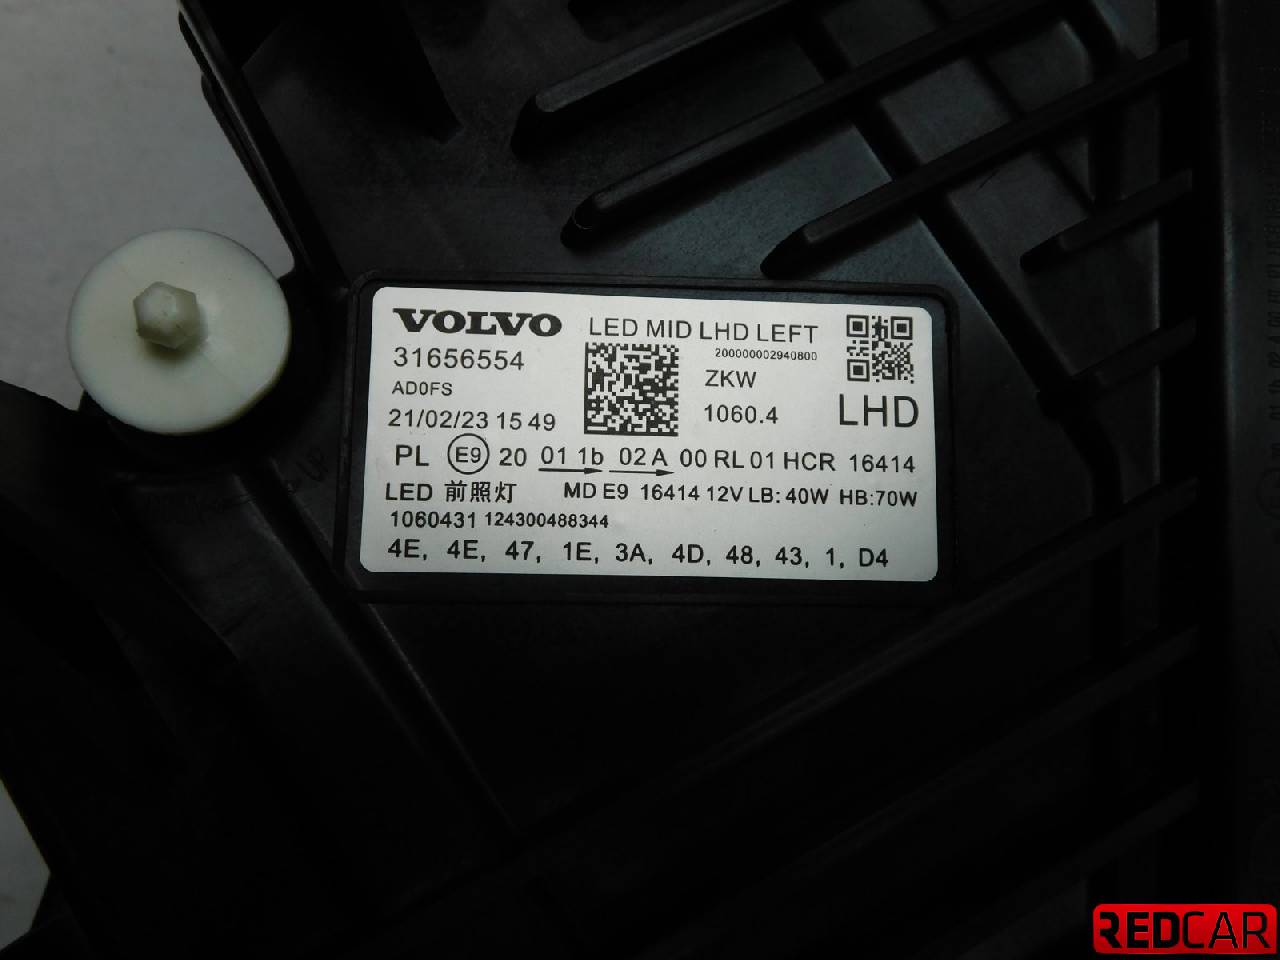 VOLVO LED MID LHD LEFT
31656554 200000002940800
AD0FS ZKW
21/02/23 15 49 1060.4 LHD
PL E9 20 01 1b 02A 00 RL 01 HCR 16414
LED 前照灯 MD E9 16414 12V LB: 40W HB:70W
1060431 124300488344
4E, 4E, 47, 1E, 3A, 4D, 48, 43, 1, D4
REDCAR